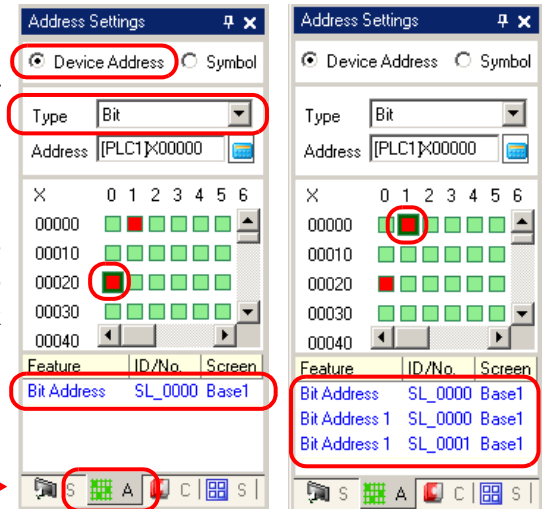 Address Settings
Device Address Symbol
Type Bit
Address [PLC1]X00000
X 0 1 2 3 4 5 6
00000
00010
00020
00030
00040
Feature ID/No. Screen
Bit Address SL_0000 Base1
S A C S
Address Settings
Device Address Symbol
Type Bit
Address [PLC1]X00000
X 0 1 2 3 4 5 6
00000
00010
00020
00030
00040
Feature ID/No. Screen
Bit Address SL_0000 Base1
Bit Address 1 SL_0000 Base1
Bit Address 1 SL_0001 Base1
S A C S